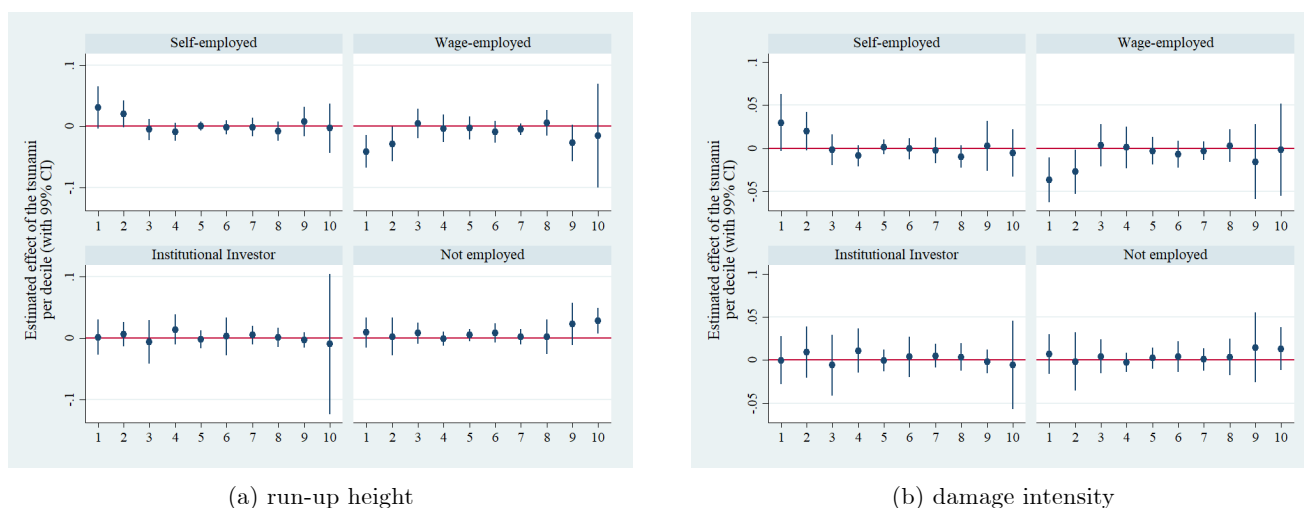 Estimated effect of the tsunami
per decile (with 99% CI)
Self-employed
Wage-employed
.1
0
-.1
1 2 3 4 5 6 7 8 9 10
1 2 3 4 5 6 7 8 9 10
Institutional Investor
Not employed
.1
0
-.1
1 2 3 4 5 6 7 8 9 10
1 2 3 4 5 6 7 8 9 10
(a) run-up height
Estimated effect of the tsunami
per decile (with 99% CI)
Self-employed
Wage-employed
.1
.05
0
-.05
1 2 3 4 5 6 7 8 9 10
1 2 3 4 5 6 7 8 9 10
Institutional Investor
Not employed
.1
.05
0
-.05
1 2 3 4 5 6 7 8 9 10
1 2 3 4 5 6 7 8 9 10
(b) damage intensity